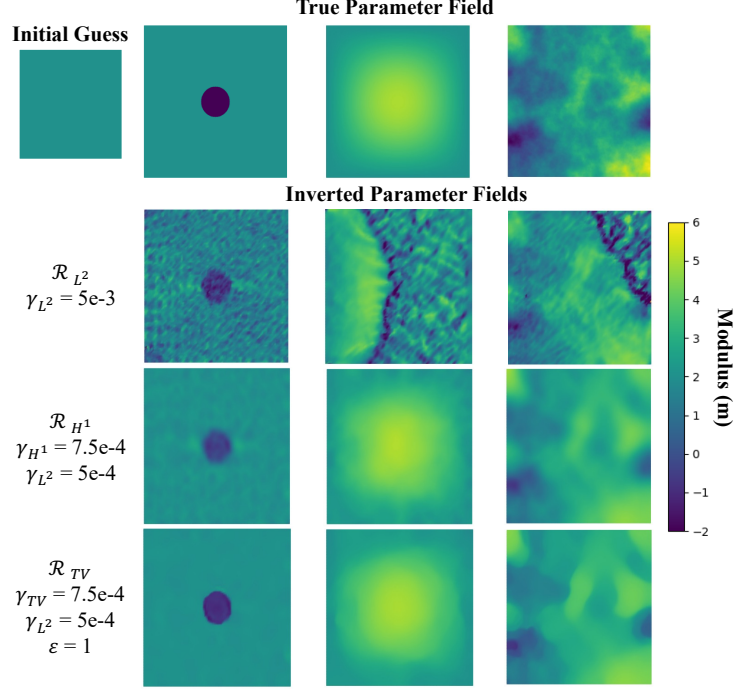 True Parameter Field
Initial Guess
Inverted Parameter Fields
ℛ L²
γL² = 5e-3
ℛ H¹
γH¹ = 7.5e-4
γL² = 5e-4
ℛ TV
γTV = 7.5e-4
γL² = 5e-4
ε = 1
6
5
4
3
2
1
0
−1
−2
Modulus (m)